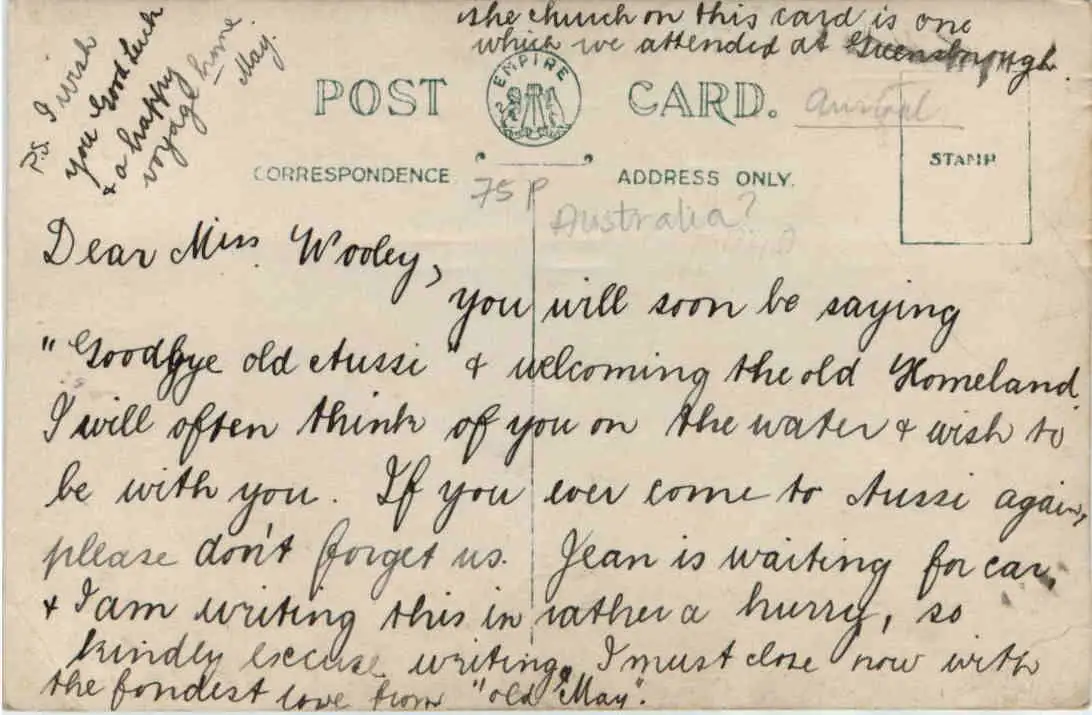 the church on this card is one
which we attended at Greensborough.
P.S. I wish
you Good Luck
& a happy
voyage home
May.
POST CARD.
EMPIRE
CORRESPONDENCE
ADDRESS ONLY.
STAMP
75p
Australia?
Dear Miss. Wooley,
you will soon be saying
"Goodbye old Aussi" & welcoming the old Homeland.
I will often think of you on the water & wish to
be with you. If you ever come to Aussi again,
please don't forget us. Jean is waiting for car,
& I am writing this in rather a hurry, so
kindly excuse writing. I must close now with
the fondest love from "old May".